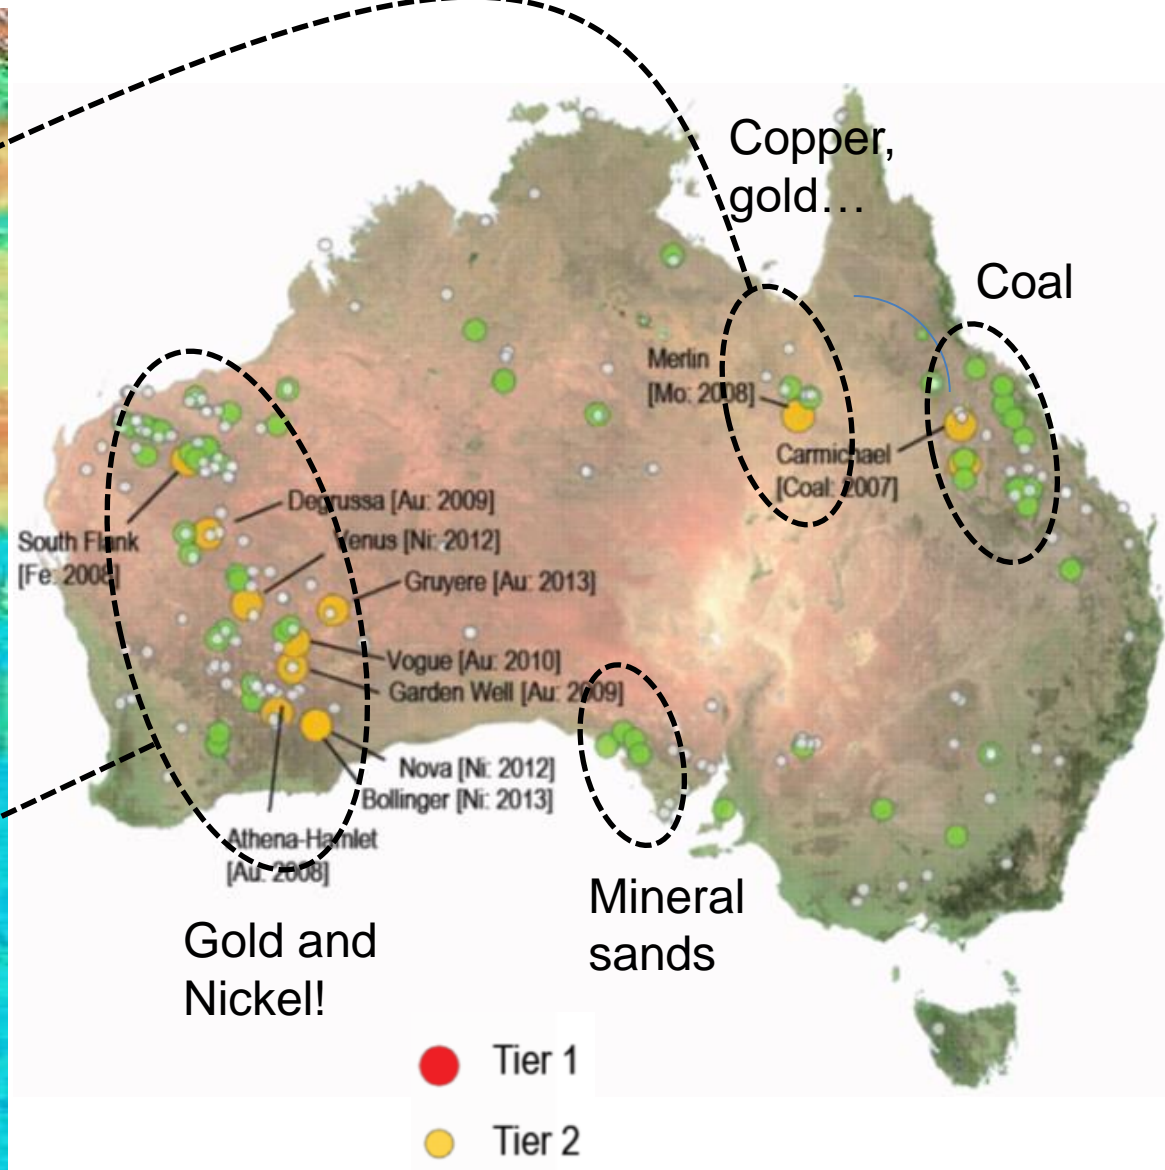 Copper,
gold…
Coal
Merlin
[Mo: 2008]
Carmichael
[Coal: 2007]
Degrussa [Au: 2009]
South Flank
[Fe: 2008]
Venus [Ni: 2012]
Gruyere [Au: 2013]
Vogue [Au: 2010]
Garden Well [Au: 2009]
Nova [Ni: 2012]
Bollinger [Ni: 2013]
Athena-Hamlet
[Au: 2008]
Mineral
sands
Gold and
Nickel!
Tier 1
Tier 2